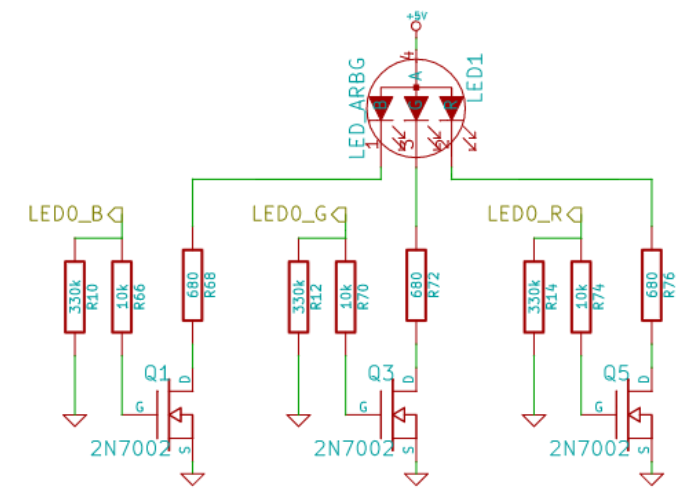 +5V
4
A
LED_ARBG
LED1
B
G
R
1
3
2
LED0_B
LED0_G
LED0_R
330k
R10
10k
R66
680
R68
330k
R12
10k
R70
680
R72
330k
R14
10k
R74
680
R76
Q1
D
G
S
2N7002
Q3
D
G
S
2N7002
Q5
D
G
S
2N7002